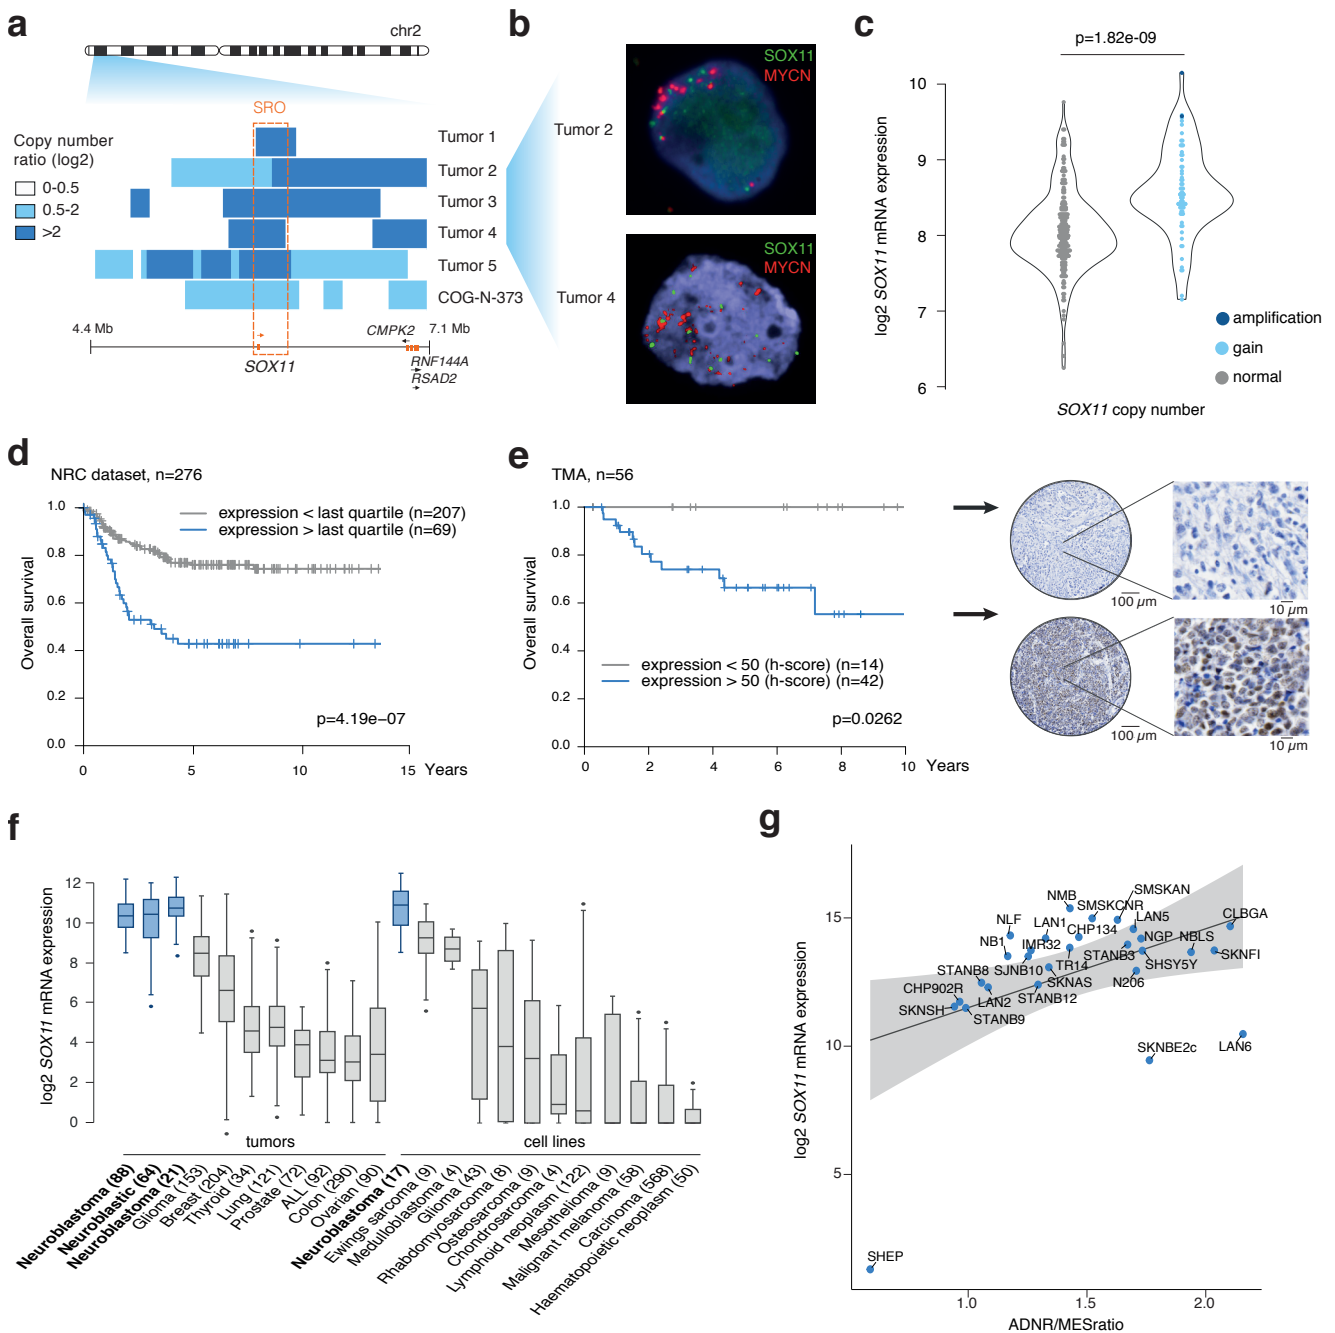 a
chr2
SRO
Copy number
ratio (log2)
0-0.5
0.5-2
>2
Tumor 1
Tumor 2
Tumor 3
Tumor 4
Tumor 5
COG-N-373
4.4 Mb
CMPK2
7.1 Mb
SOX11
RNF144A
RSAD2
b
Tumor 2
SOX11
MYCN
Tumor 4
SOX11
MYCN
c
p=1.82e-09
log2 SOX11 mRNA expression
10
9
8
7
6
amplification
gain
normal
SOX11 copy number
d
NRC dataset, n=276
Overall survival
1.0
0.8
0.6
0.4
0.2
0.0
expression < last quartile (n=207)
expression > last quartile (n=69)
p=4.19e−07
0
5
10
15
Years
e
TMA, n=56
Overall survival
1.0
0.8
0.6
0.4
0.2
0.0
expression < 50 (h-score) (n=14)
expression > 50 (h-score) (n=42)
p=0.0262
0
2
4
6
8
10
Years
100 µm
10 µm
100 µm
10 µm
f
log2 SOX11 mRNA expression
12
10
8
6
4
2
0
tumors
cell lines
Neuroblastoma (88)
Neuroblastic (64)
Neuroblastoma (21)
Glioma (153)
Breast (204)
Thyroid (34)
Lung (121)
Prostate (72)
ALL (92)
Colon (290)
Ovarian (90)
Neuroblastoma (17)
Ewings sarcoma (9)
Medulloblastoma (4)
Glioma (43)
Rhabdomyosarcoma (8)
Osteosarcoma (9)
Chondrosarcoma (4)
Lymphoid neoplasm (122)
Mesothelioma (9)
Malignant melanoma (58)
Carcinoma (568)
Haematopoietic neoplasm (50)
g
log2 SOX11 mRNA expression
15
10
5
NMB
SMSKAN
SMSKCNR
NLF
LAN1
LAN5
CLBGA
CHP134
NB1
IMR32
NGP
NBLS
STANB3
SKNFI
STANB8
SJNB10
TR14
SHSY5Y
CHP902R
SKNAS
N206
LAN2
STANB12
SKNSH
STANB9
SKNBE2c
LAN6
SHEP
1.0
1.5
2.0
ADNR/MESratio